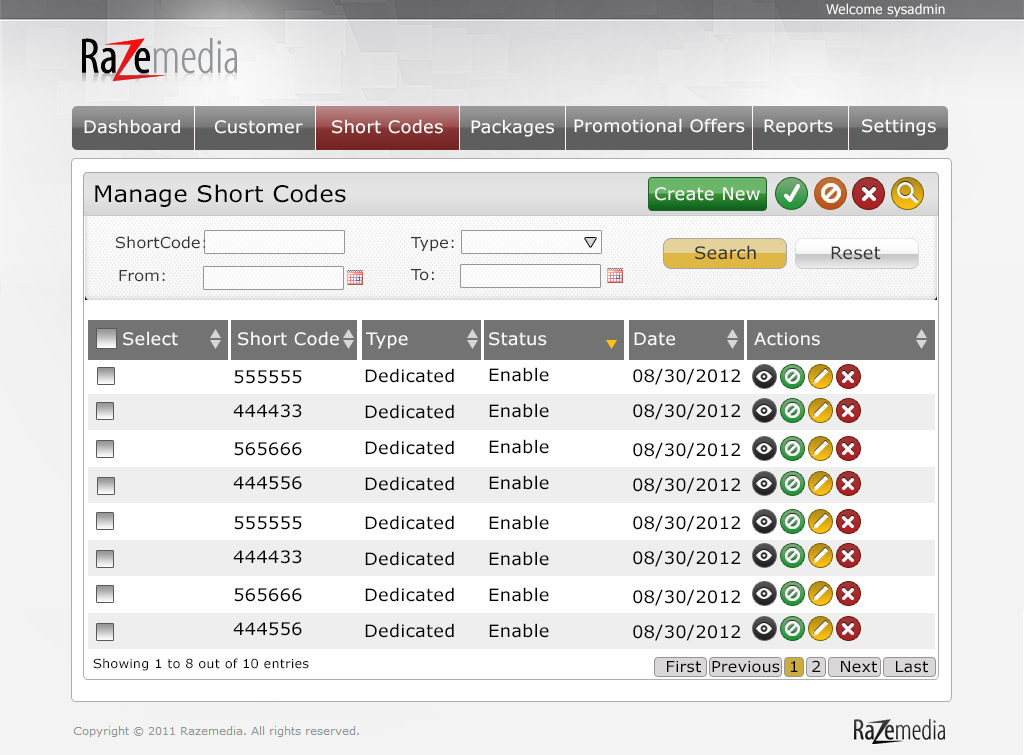 Welcome sysadmin
Razemedia
Dashboard Customer Short Codes Packages Promotional Offers Reports Settings
Manage Short Codes Create New
ShortCode: Type: Search Reset
From: To:
Select Short Code Type Status Date Actions
555555 Dedicated Enable 08/30/2012
444433 Dedicated Enable 08/30/2012
565666 Dedicated Enable 08/30/2012
444556 Dedicated Enable 08/30/2012
555555 Dedicated Enable 08/30/2012
444433 Dedicated Enable 08/30/2012
565666 Dedicated Enable 08/30/2012
444556 Dedicated Enable 08/30/2012
Showing 1 to 8 out of 10 entries First Previous 1 2 Next Last
Copyright © 2011 Razemedia. All rights reserved. Razemedia